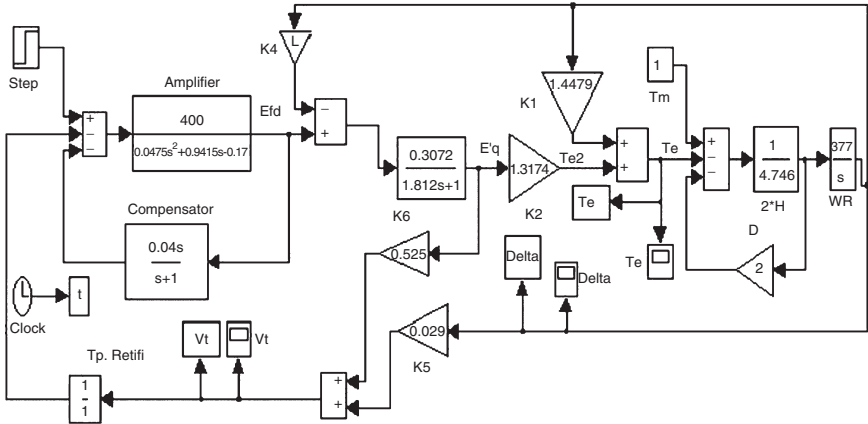 Step
Amplifier
400
0.0475s²+0.9415s-0.17
Efd
+
−
−
Compensator
0.04s
s+1
Clock
t
K4
L
−
+
0.3072
1.812s+1
E'q
K6
0.525
K1
1.4479
1.3174
K2
Te2
+
+
Te
Te
Te
1
Tm
+
−
−
1
4.746
2*H
377
s
WR
D
2
Delta
Delta
0.029
K5
Tp. Retifi
1
1
Vt
Vt
+
+